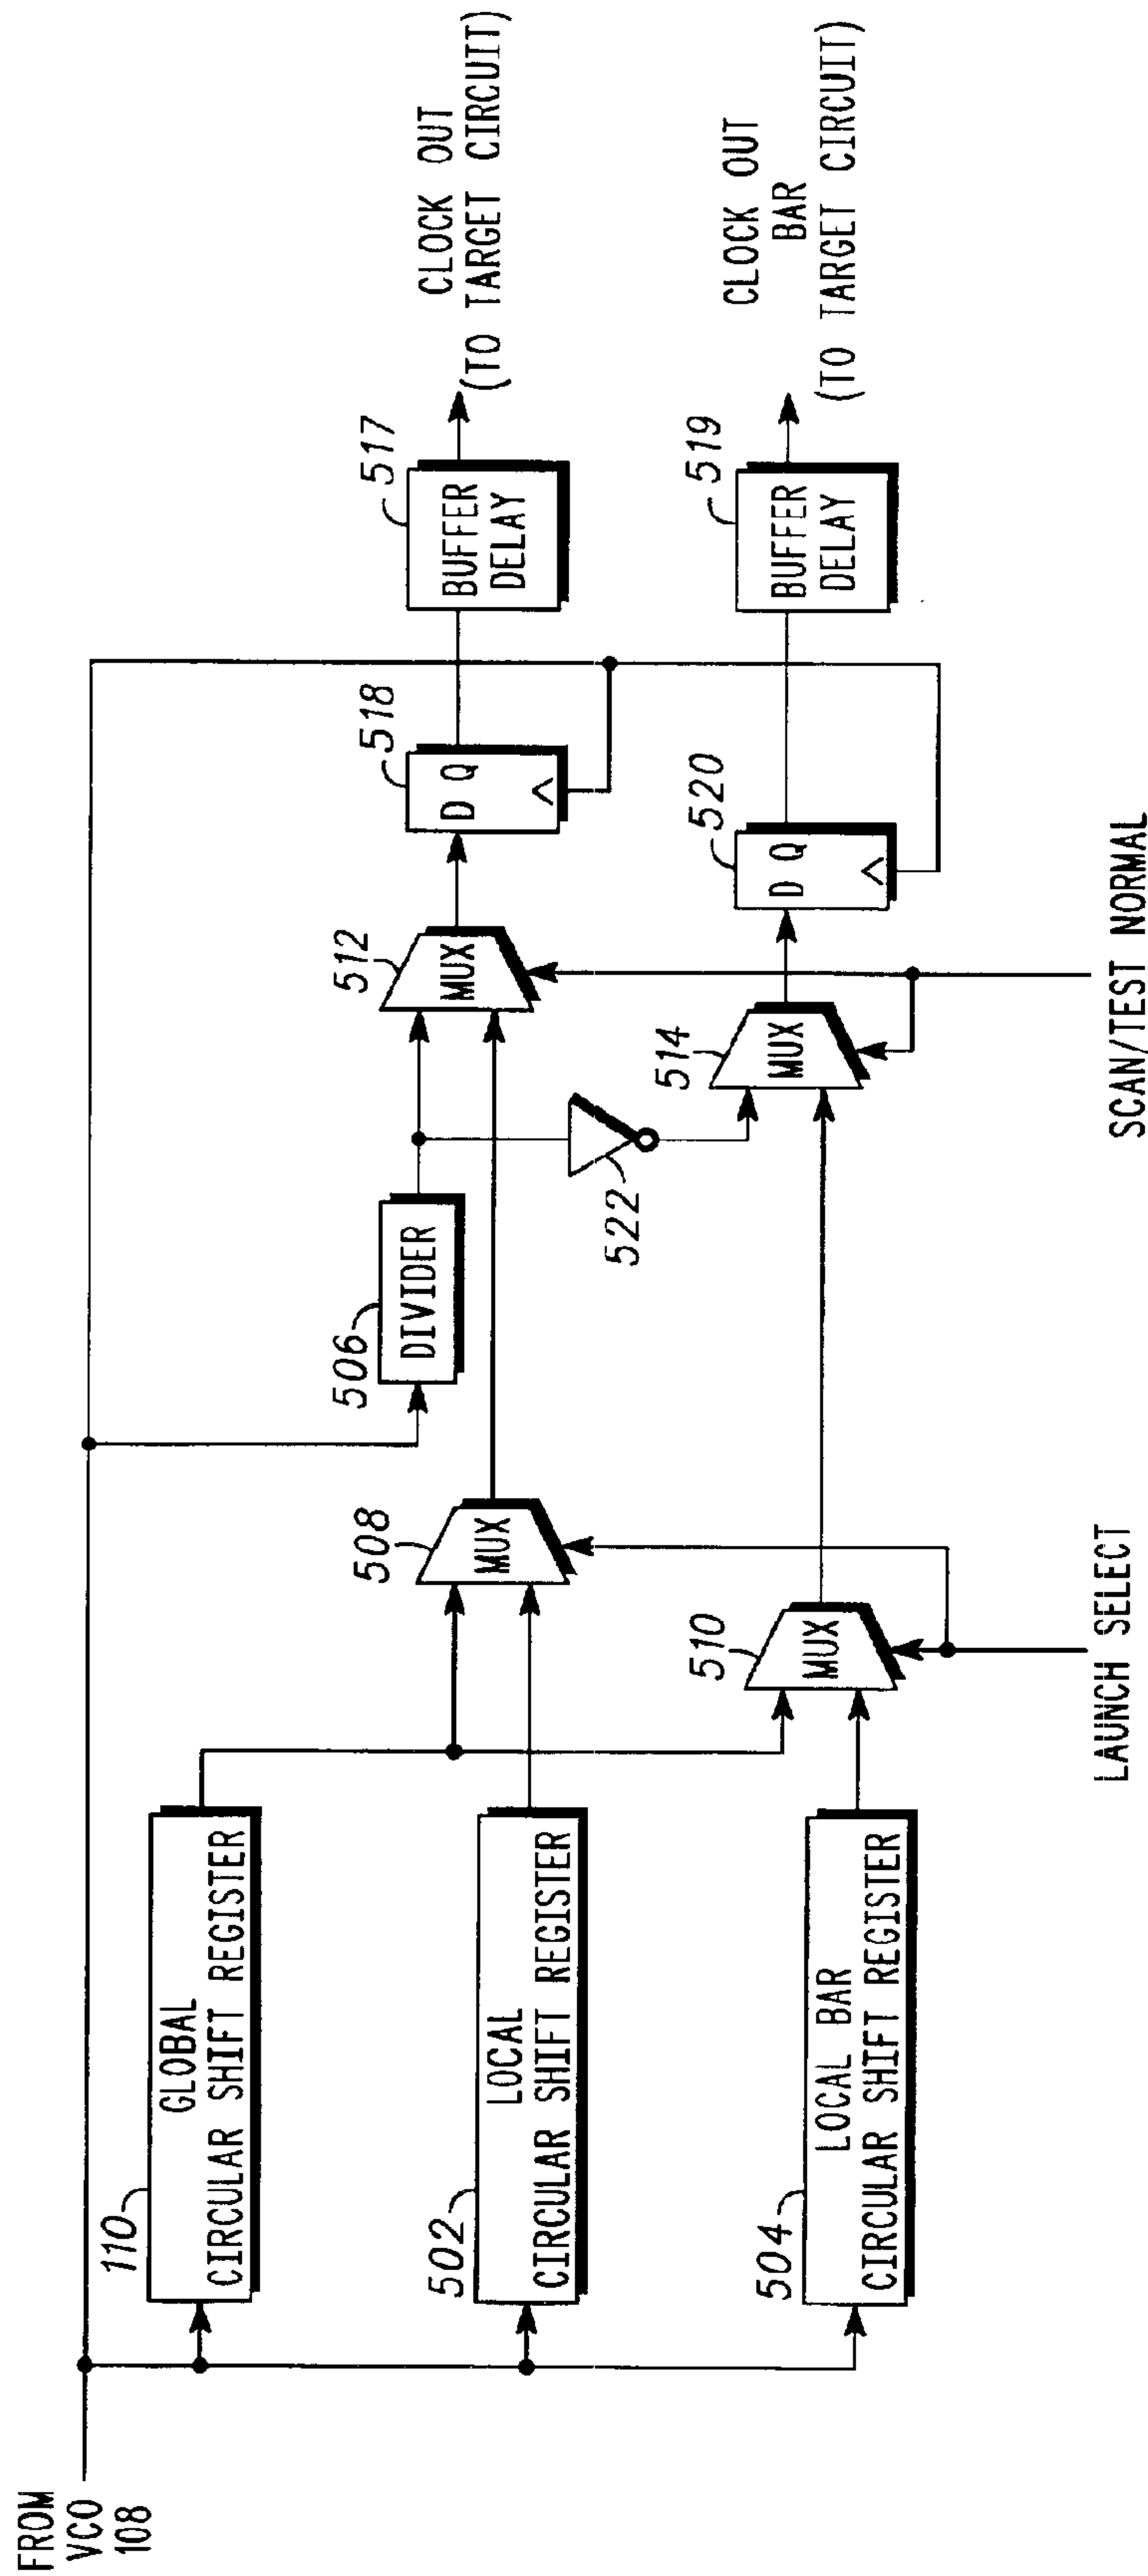 FROM
VCO
108
110
GLOBAL
CIRCULAR SHIFT REGISTER
502
LOCAL
CIRCULAR SHIFT REGISTER
504
LOCAL BAR
CIRCULAR SHIFT REGISTER
508
MUX
510
MUX
LAUNCH SELECT
506
DIVIDER
522
512
MUX
514
MUX
SCAN/TEST NORMAL
518
D Q
520
D Q
517
BUFFER
DELAY
519
BUFFER
DELAY
CLOCK OUT
(TO TARGET CIRCUIT)
CLOCK OUT
BAR
(TO TARGET CIRCUIT)